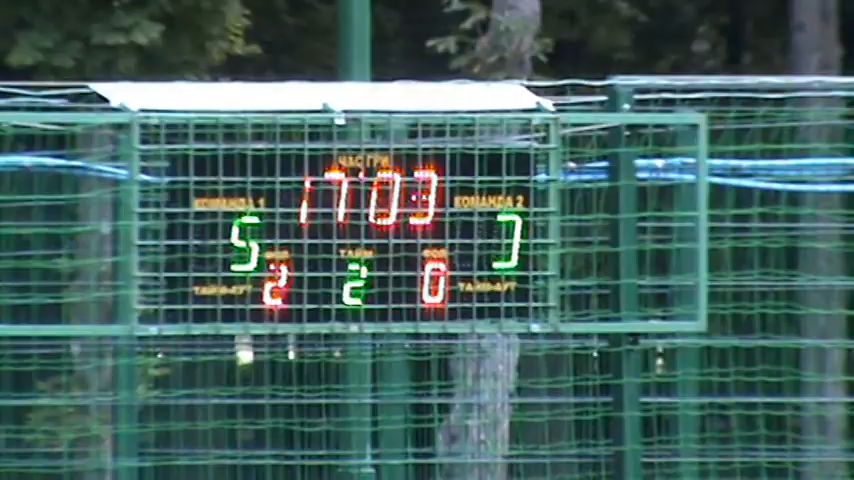 ЧАС ГРИ
17:03
КОМАНДА 1 КОМАНДА 2
5
ФОЛ ТАЙМ ФОЛ
2 2 0
ТАЙМ-АУТ ТАЙМ-АУТ